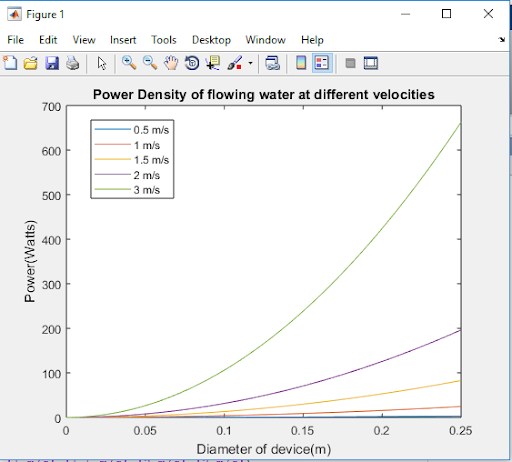 Figure 1
File Edit View Insert Tools Desktop Window Help
Power Density of flowing water at different velocities
700
600
500
400
300
200
100
0
Power(Watts)
0.5 m/s
1 m/s
1.5 m/s
2 m/s
3 m/s
0 0.05 0.1 0.15 0.2 0.25
Diameter of device(m)